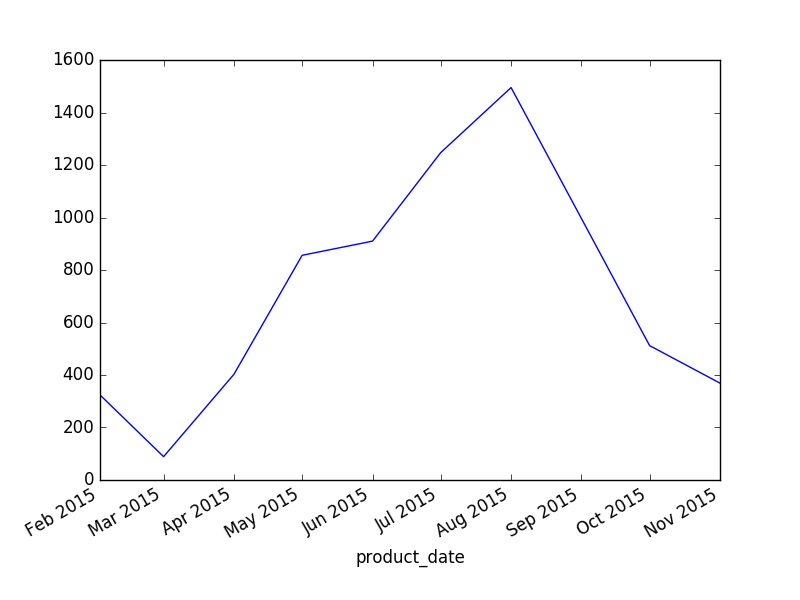 1600
1400
1200
1000
800
600
400
200
0
Feb 2015
Mar 2015
Apr 2015
May 2015
Jun 2015
Jul 2015
Aug 2015
Sep 2015
Oct 2015
Nov 2015
product_date